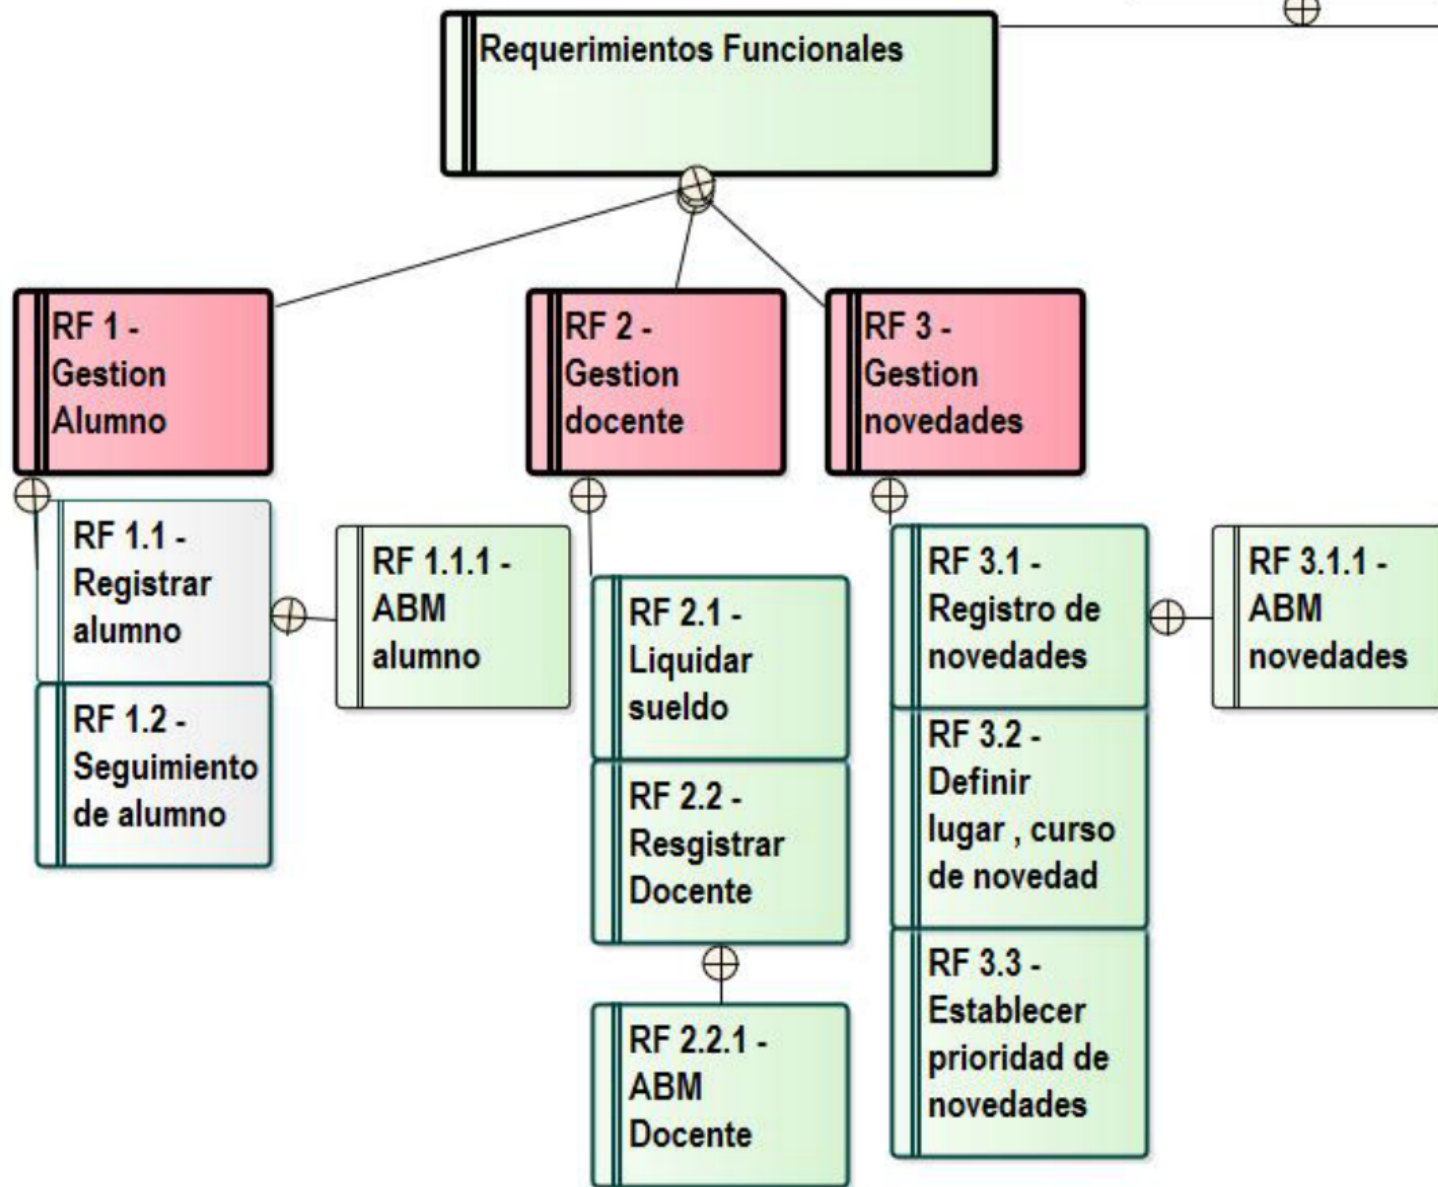 Requerimientos Funcionales
RF 1 -
Gestion
Alumno
RF 2 -
Gestion
docente
RF 3 -
Gestion
novedades
RF 1.1 -
Registrar
alumno
RF 1.1.1 -
ABM
alumno
RF 1.2 -
Seguimiento
de alumno
RF 2.1 -
Liquidar
sueldo
RF 2.2 -
Resgistrar
Docente
RF 2.2.1 -
ABM
Docente
RF 3.1 -
Registro de
novedades
RF 3.1.1 -
ABM
novedades
RF 3.2 -
Definir
lugar , curso
de novedad
RF 3.3 -
Establecer
prioridad de
novedades